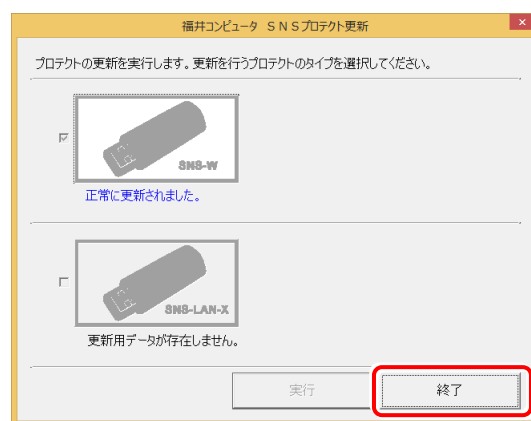 福井コンピュータ ＳＮＳプロテクト更新
プロテクトの更新を実行します。更新を行うプロテクトのタイプを選択してください。
SNS-W
正常に更新されました。
SNS-LAN-X
更新用データが存在しません。
実行
終了